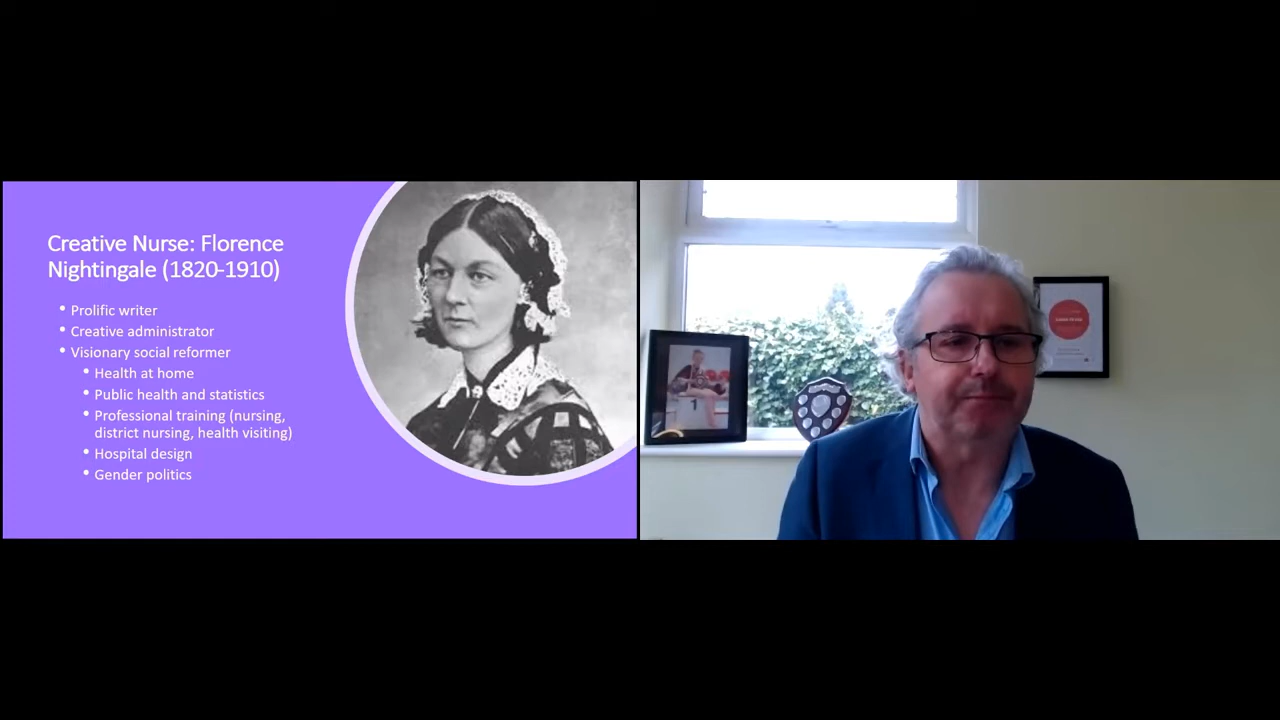 Creative Nurse: Florence
Nightingale (1820-1910)
• Prolific writer
• Creative administrator
• Visionary social reformer
• Health at home
• Public health and statistics
• Professional training (nursing,
district nursing, health visiting)
• Hospital design
• Gender politics
1